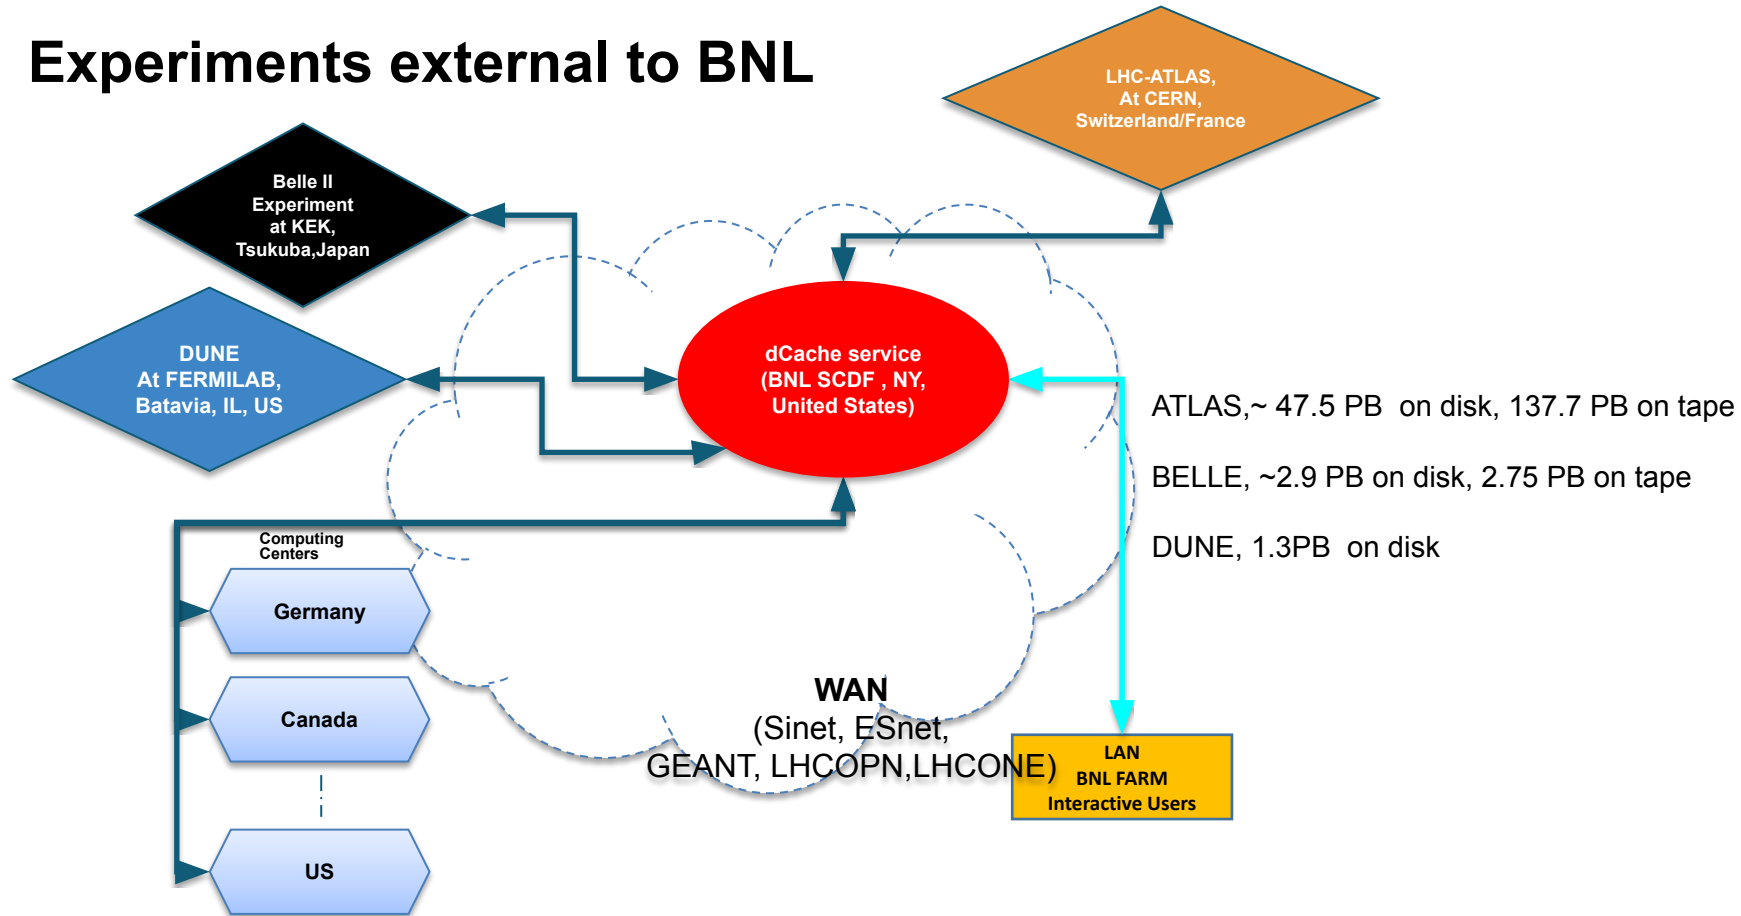 Experiments external to BNL
LHC-ATLAS,
At CERN,
Switzerland/France
Belle II
Experiment
at KEK,
Tsukuba,Japan
DUNE
At FERMILAB,
Batavia, IL, US
dCache service
(BNL SCDF , NY,
United States)
ATLAS,~ 47.5 PB  on disk, 137.7 PB on tape
BELLE, ~2.9 PB on disk, 2.75 PB on tape
DUNE, 1.3PB  on disk
Computing
Centers
Germany
Canada
US
WAN
(Sinet, ESnet,
GEANT, LHCOPN,LHCONE)
LAN
BNL FARM
Interactive Users